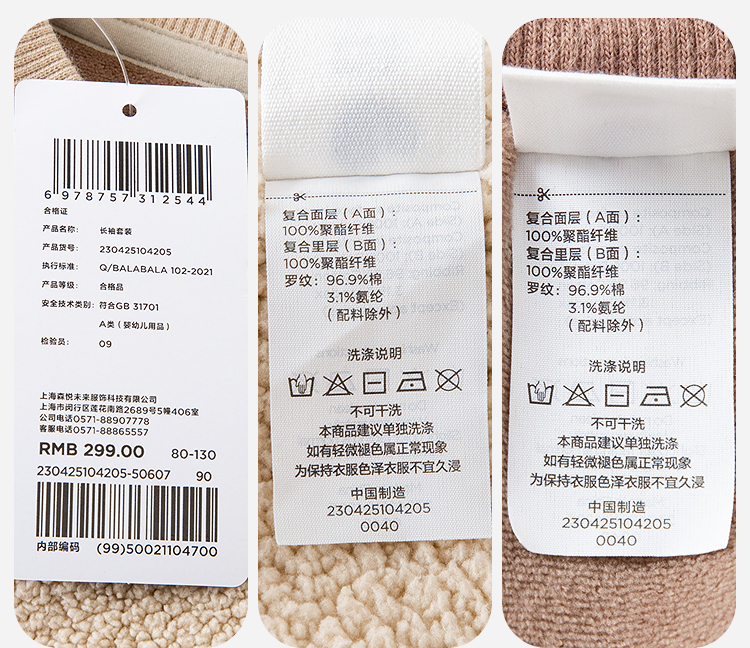 6 978757 312544
合格证
产品名称: 长袖套装
产品货号: 230425104205
执行标准: Q/BALABALA 102-2021
产品等级: 合格品
安全技术类别: 符合GB 31701
A类(婴幼儿用品)
检验员: 09
上海森悦未来服饰科技有限公司
上海市闵行区莲花南路2689号5幢406室
公司电话0571-88907778
客服电话0571-88865557
RMB 299.00 80-130
230425104205-50607 90
内部编码 (99)50021104700
复合面层(A面):
100%聚酯纤维
复合里层(B面):
100%聚酯纤维
罗纹: 96.9%棉
3.1%氨纶
(配料除外)
洗涤说明
不可干洗
本商品建议单独洗涤
如有轻微褪色属正常现象
为保持衣服色泽衣服不宜久浸
中国制造
230425104205
0040
复合面层(A面):
100%聚酯纤维
复合里层(B面):
100%聚酯纤维
罗纹: 96.9%棉
3.1%氨纶
(配料除外)
洗涤说明
不可干洗
本商品建议单独洗涤
如有轻微褪色属正常现象
为保持衣服色泽衣服不宜久浸
中国制造
230425104205
0040